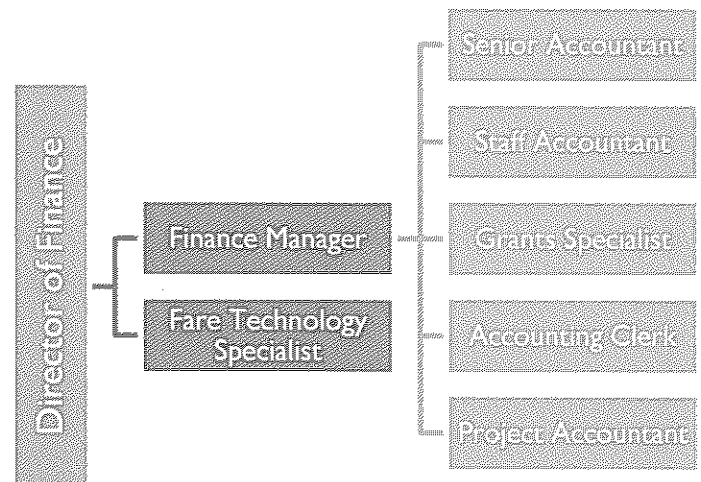 Director of Finance
Finance Manager
Fare Technology
Specialist
Senior Accountant
Staff Accountant
Grants Specialist
Accounting Clerk
Project Accountant